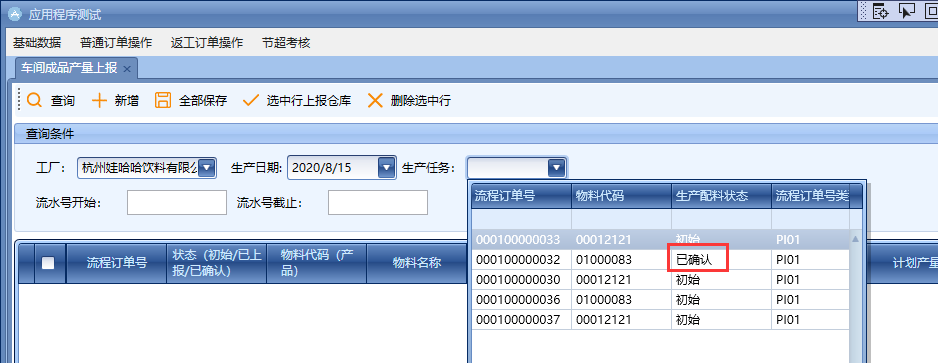 应用程序测试
基础数据 普通订单操作 返工订单操作 节超考核
车间成品产量上报 ×
查询 新增 全部保存 选中行上报仓库 删除选中行
查询条件
工厂： 杭州娃哈哈饮料有限公 生产日期: 2020/8/15 生产任务:
流水号开始： 流水号截止：
流程订单号 物料代码 生产配料状态 流程订单号类
000100000033 00012121 初始 PI01
000100000032 01000083 已确认 PI01
000100000030 00012121 初始 PI01
000100000036 01000083 初始 PI01
000100000037 00012121 初始 PI01
流程订单号 状态（初始/已上报/已确认） 物料代码（产品） 物料名称 计划产量